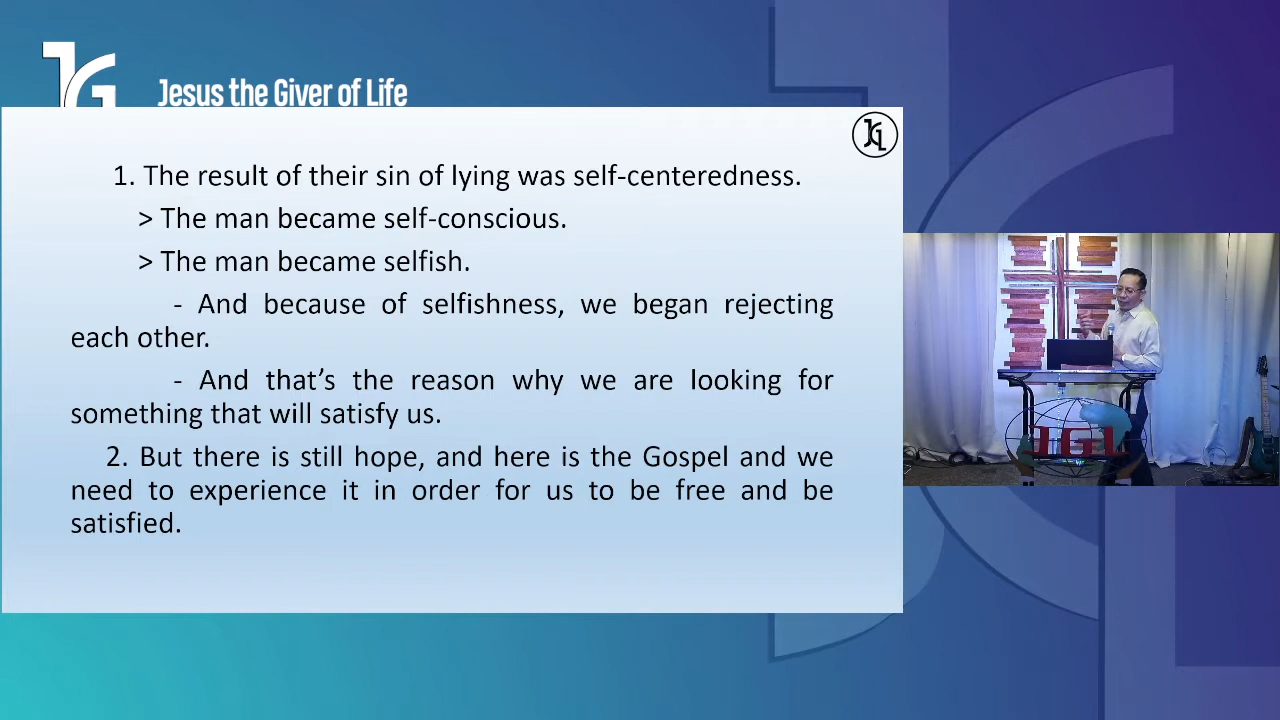 JG
Jesus the Giver of Life
JGL
1. The result of their sin of lying was self-centeredness.
> The man became self-conscious.
> The man became selfish.
- And because of selfishness, we began rejecting
each other.
- And that’s the reason why we are looking for
something that will satisfy us.
2. But there is still hope, and here is the Gospel and we
need to experience it in order for us to be free and be
satisfied.
JGL